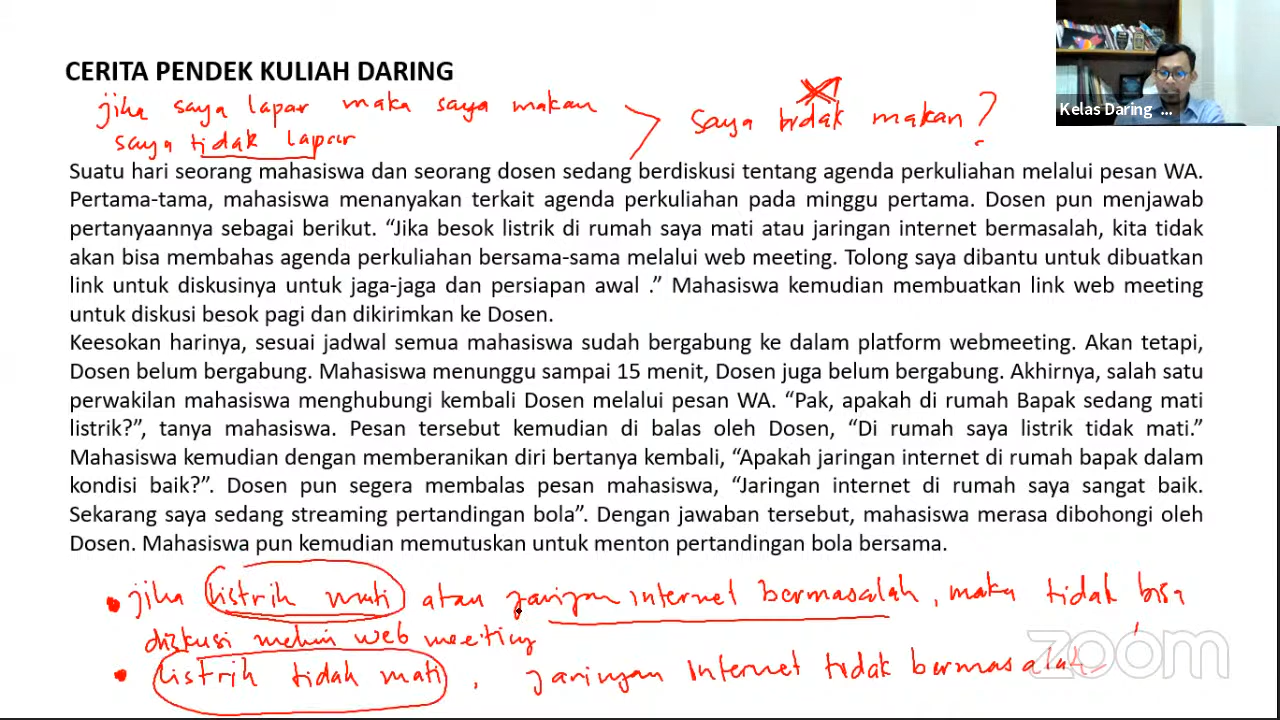 CERITA PENDEK KULIAH DARING
Kelas Daring ...
jika saya lapar maka saya makan
saya tidak lapar
saya tidak makan?
Suatu hari seorang mahasiswa dan seorang dosen sedang berdiskusi tentang agenda perkuliahan melalui pesan WA.
Pertama-tama, mahasiswa menanyakan terkait agenda perkuliahan pada minggu pertama. Dosen pun menjawab
pertanyaannya sebagai berikut. “Jika besok listrik di rumah saya mati atau jaringan internet bermasalah, kita tidak
akan bisa membahas agenda perkuliahan bersama-sama melalui web meeting. Tolong saya dibantu untuk dibuatkan
link untuk diskusinya untuk jaga-jaga dan persiapan awal .” Mahasiswa kemudian membuatkan link web meeting
untuk diskusi besok pagi dan dikirimkan ke Dosen.
Keesokan harinya, sesuai jadwal semua mahasiswa sudah bergabung ke dalam platform webmeeting. Akan tetapi,
Dosen belum bergabung. Mahasiswa menunggu sampai 15 menit, Dosen juga belum bergabung. Akhirnya, salah satu
perwakilan mahasiswa menghubungi kembali Dosen melalui pesan WA. “Pak, apakah di rumah Bapak sedang mati
listrik?”, tanya mahasiswa. Pesan tersebut kemudian di balas oleh Dosen, “Di rumah saya listrik tidak mati.”
Mahasiswa kemudian dengan memberanikan diri bertanya kembali, “Apakah jaringan internet di rumah bapak dalam
kondisi baik?”. Dosen pun segera membalas pesan mahasiswa, “Jaringan internet di rumah saya sangat baik.
Sekarang saya sedang streaming pertandingan bola”. Dengan jawaban tersebut, mahasiswa merasa dibohongi oleh
Dosen. Mahasiswa pun kemudian memutuskan untuk menton pertandingan bola bersama.
• jika listrik mati atau jaringan internet bermasalah, maka tidak bisa
diskusi melalui web meeting
• listrik tidak mati, jaringan internet tidak bermasalah
zoom